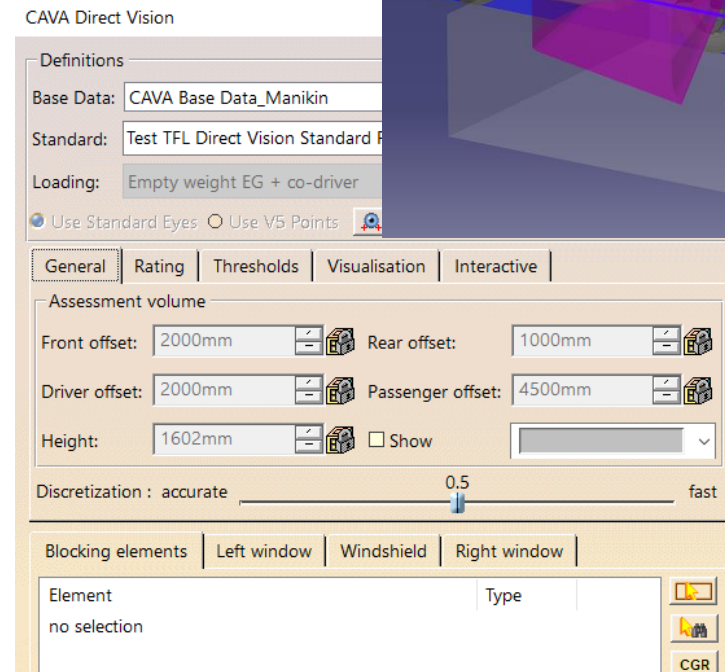 CAVA Direct Vision
Definitions
Base Data: CAVA Base Data_Manikin
Standard: Test TFL Direct Vision Standard
Loading: Empty weight EG + co-driver
Use Standard Eyes Use V5 Points
General Rating Thresholds Visualisation Interactive
Assessment volume
Front offset: 2000mm Rear offset: 1000mm
Driver offset: 2000mm Passenger offset: 4500mm
Height: 1602mm Show
0.5
Discretization : accurate fast
Blocking elements Left window Windshield Right window
Element Type
no selection
CGR